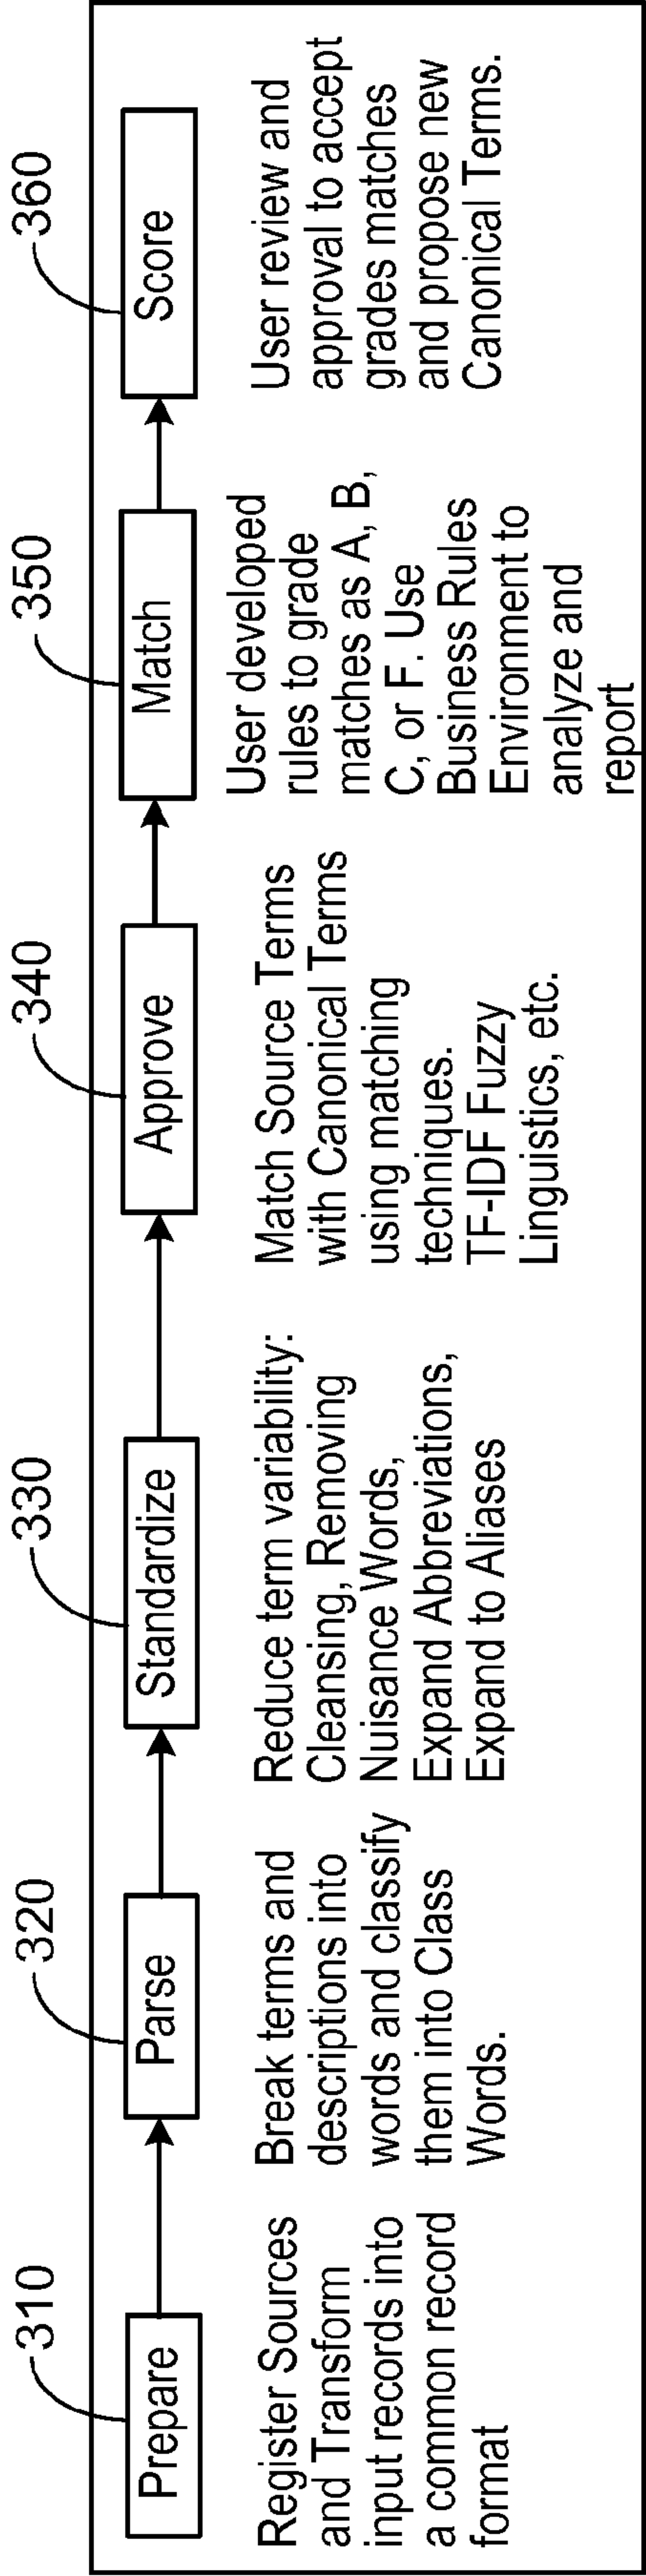 310
Prepare
Register Sources
and Transform
input records into
a common record
format
320
Parse
Break terms and
descriptions into
words and classify
them into Class
Words.
330
Standardize
Reduce term variability:
Cleansing, Removing
Nuisance Words,
Expand Abbreviations,
Expand to Aliases
340
Approve
Match Source Terms
with Canonical Terms
using matching
techniques.
TF-IDF Fuzzy
Linguistics, etc.
350
Match
User developed
rules to grade
matches as A, B,
C, or F. Use
Business Rules
Environment to
analyze and
report
360
Score
User review and
approval to accept
grades matches
and propose new
Canonical Terms.